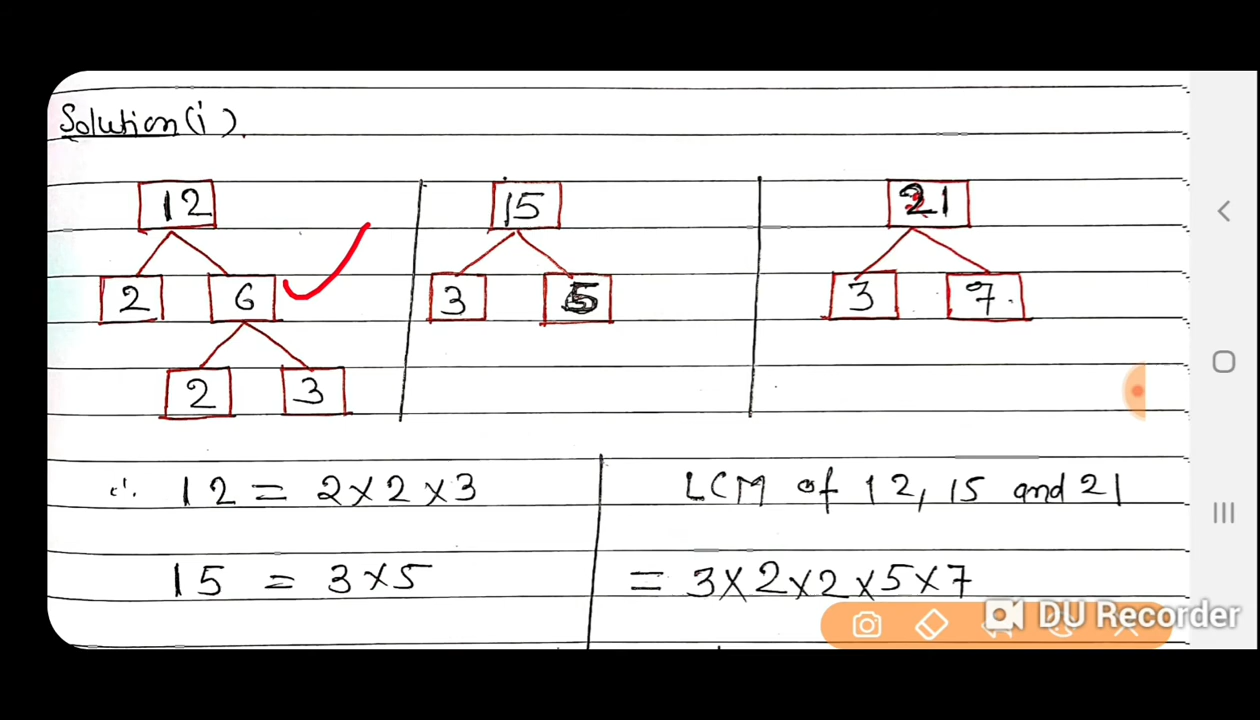 Solution (i).
12
15
21
2 6
3 5
3 7
2 3
∴ 12 = 2×2×3
15 = 3×5
LCM of 12, 15 and 21
= 3×2×2×5×7
DU Recorder